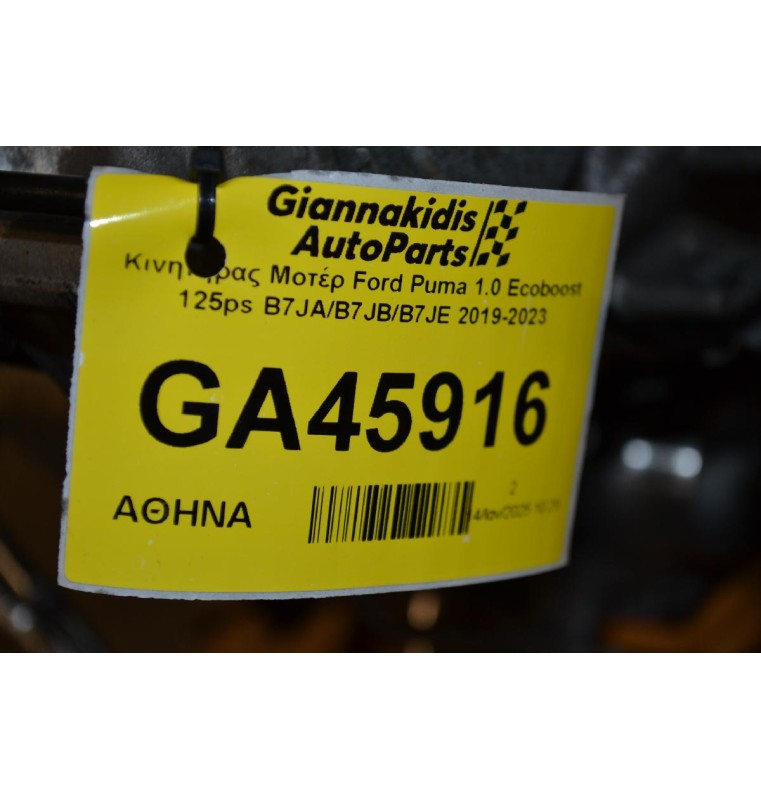 Giannakidis
AutoParts
Κινητήρας Μοτέρ Ford Puma 1.0 Ecoboost
125ps B7JA/B7JB/B7JE 2019-2023
GA45916
ΑΘΗΝΑ
2